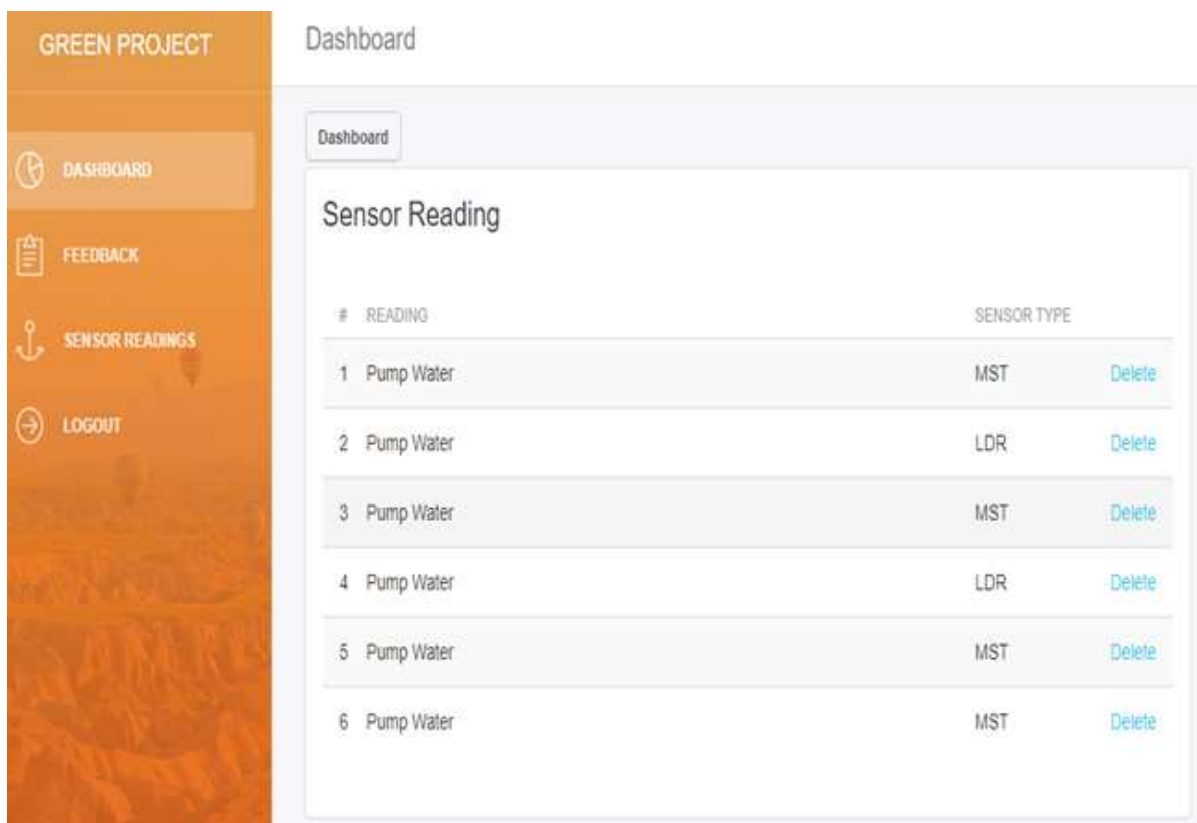 GREEN PROJECT
DASHBOARD
FEEDBACK
SENSOR READINGS
LOGOUT
Dashboard
Dashboard
Sensor Reading
# READING SENSOR TYPE
1 Pump Water MST Delete
2 Pump Water LDR Delete
3 Pump Water MST Delete
4 Pump Water LDR Delete
5 Pump Water MST Delete
6 Pump Water MST Delete